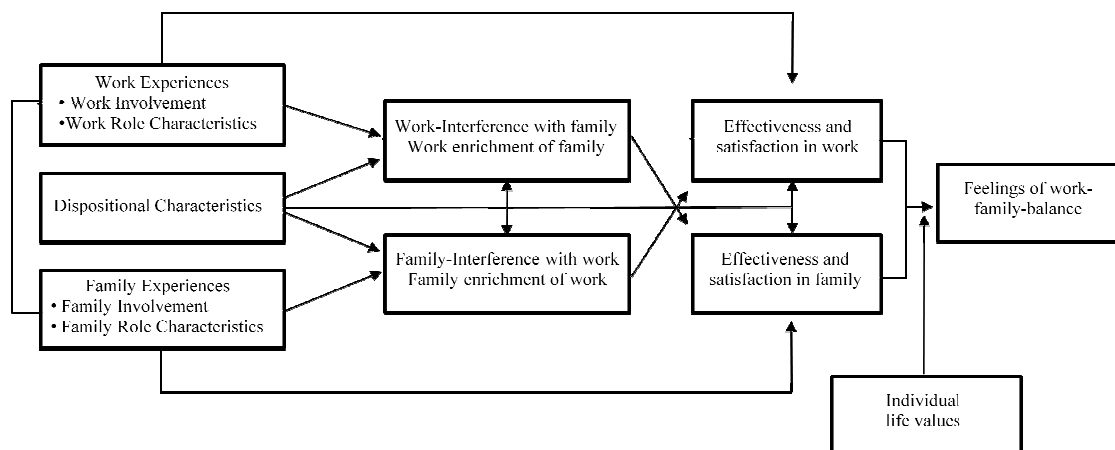 Work Experiences
• Work Involvement
•Work Role Characteristics
Dispositional Characteristics
Family Experiences
• Family Involvement
• Family Role Characteristics
Work-Interference with family
Work enrichment of family
Family-Interference with work
Family enrichment of work
Effectiveness and
satisfaction in work
Effectiveness and
satisfaction in family
Feelings of work-
family-balance
Individual
life values